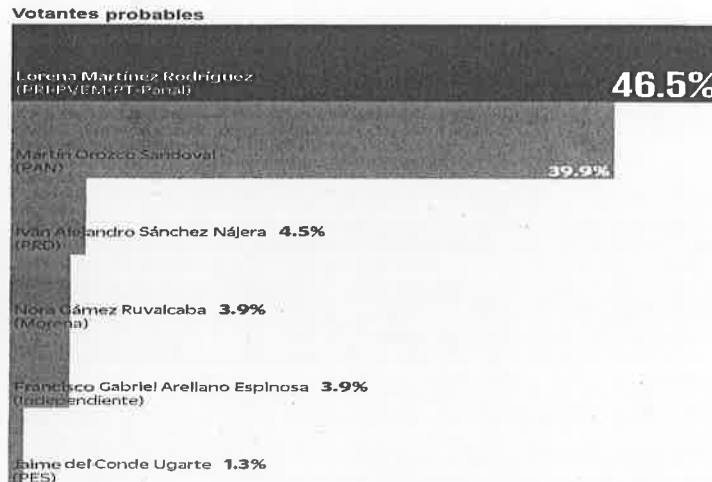 Votantes probables
Lorena Martínez Rodríguez
(PRI-PVEM-PT-Panal)
46.5%
Martín Orozco Sandoval
(PAN)
39.9%
Iván Alejandro Sánchez Nájera 4.5%
(PRD)
Nora Gámez Ruvalcaba 3.9%
(Morena)
Francisco Gabriel Arellano Espinosa 3.9%
(Independiente)
Jaime del Conde Ugarte 1.3%
(PES)